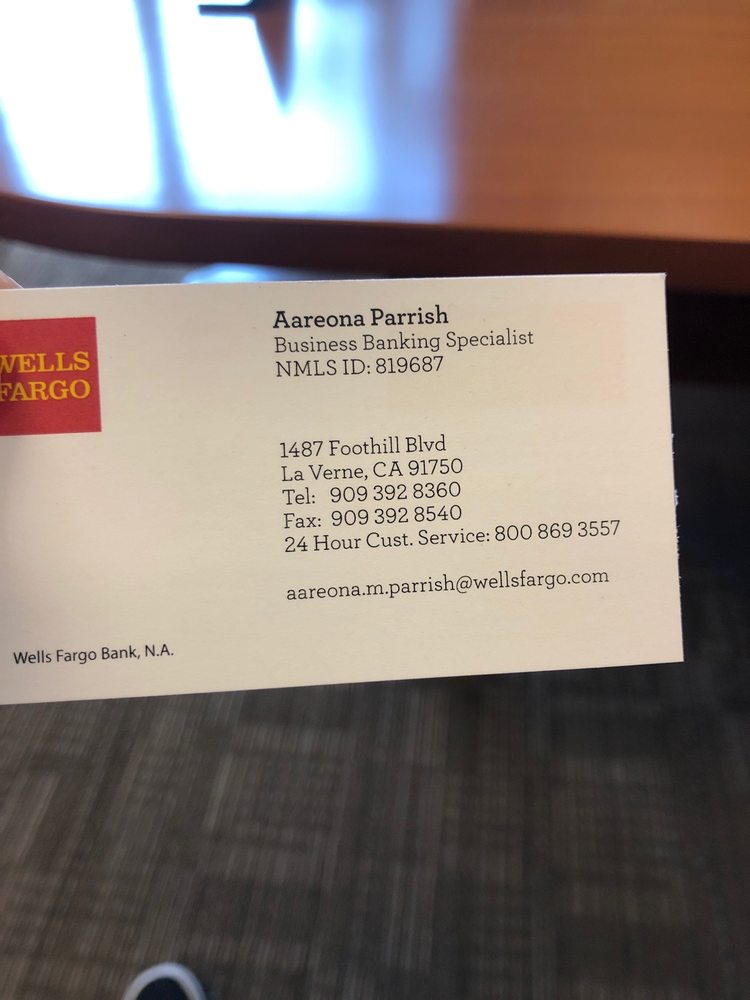 WELLS
FARGO
Aareona Parrish
Business Banking Specialist
NMLS ID: 819687
1487 Foothill Blvd
La Verne, CA 91750
Tel: 909 392 8360
Fax: 909 392 8540
24 Hour Cust. Service: 800 869 3557
aareona.m.parrish@wellsfargo.com
Wells Fargo Bank, N.A.